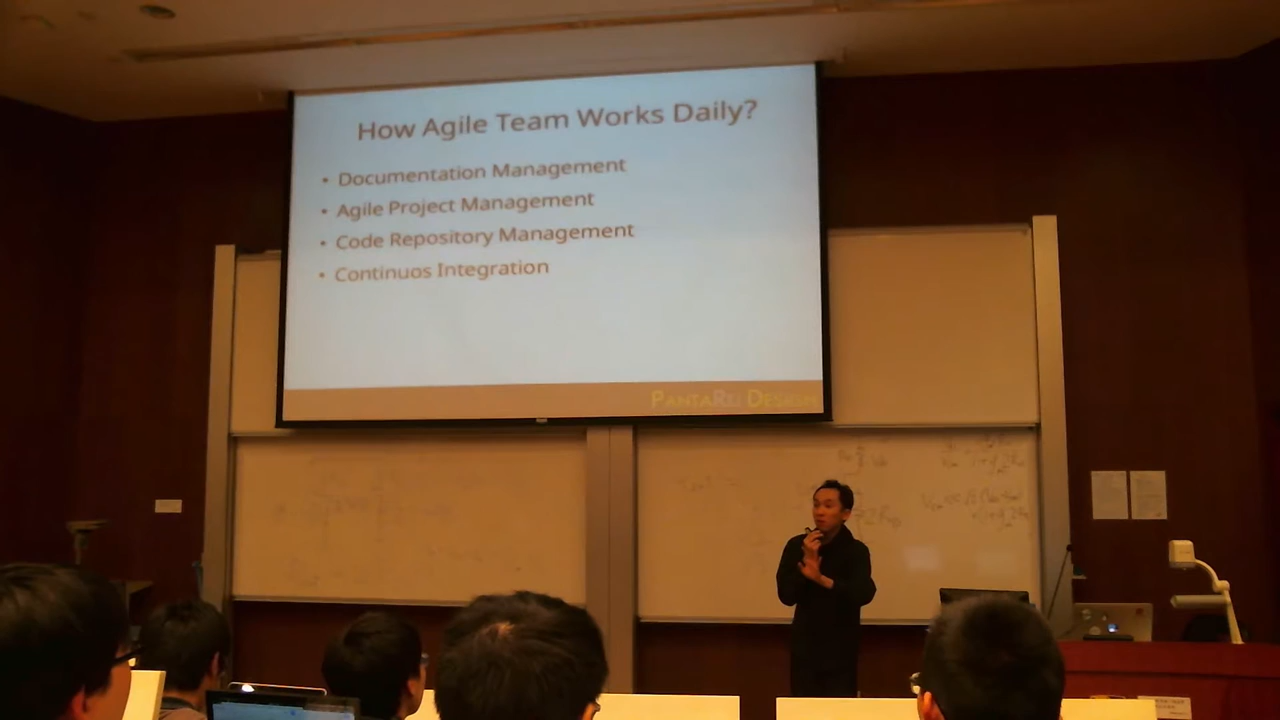 How Agile Team Works Daily?
• Documentation Management
• Agile Project Management
• Code Repository Management
• Continuos Integration
PANTAREI DESIGN